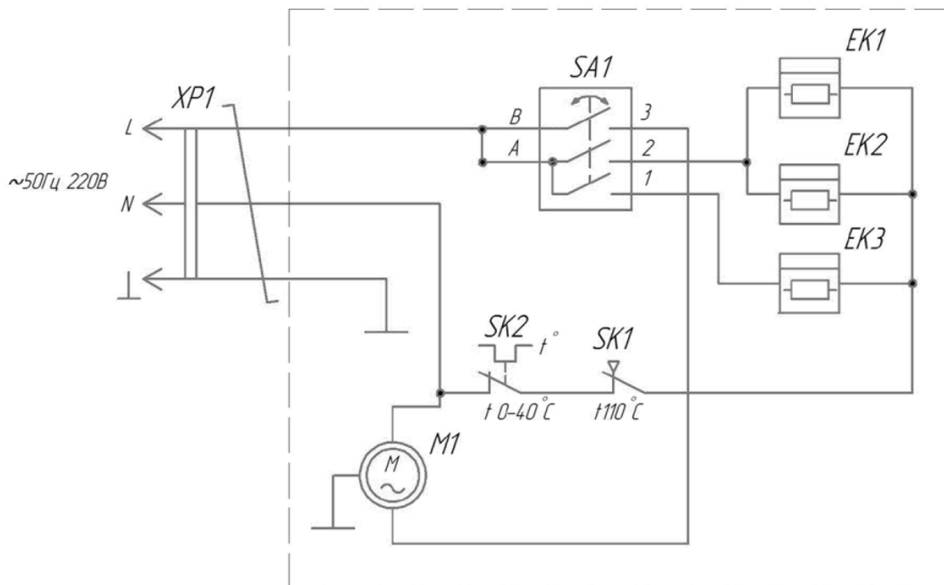 EK1
SA1
XP1
B
3
L
A
2
EK2
~50Гц 220В
1
N
EK3
SK2
t°
SK1
t 0-40°C
t110°C
M1
M